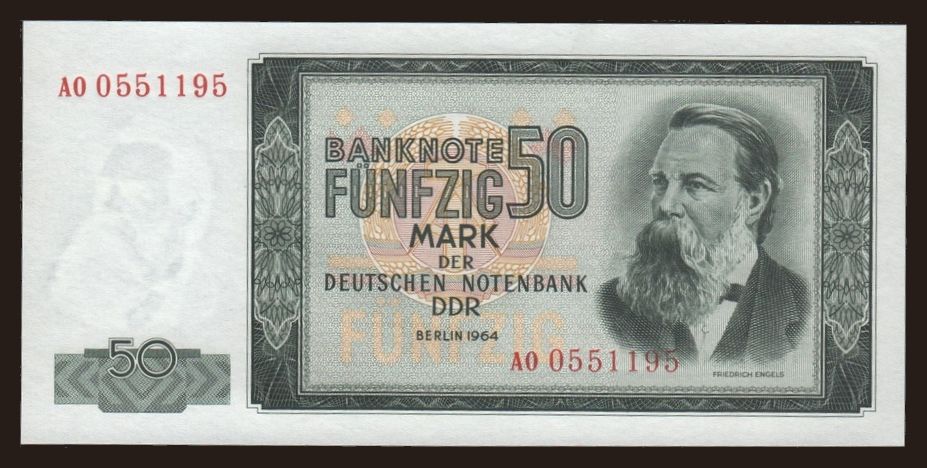 AO 0551195
BANKNOTE 50
FÜNFZIG
MARK
DER
DEUTSCHEN NOTENBANK
DDR
FÜNFZIG
BERLIN 1964
AO 0551195
FRIEDRICH ENGELS
50